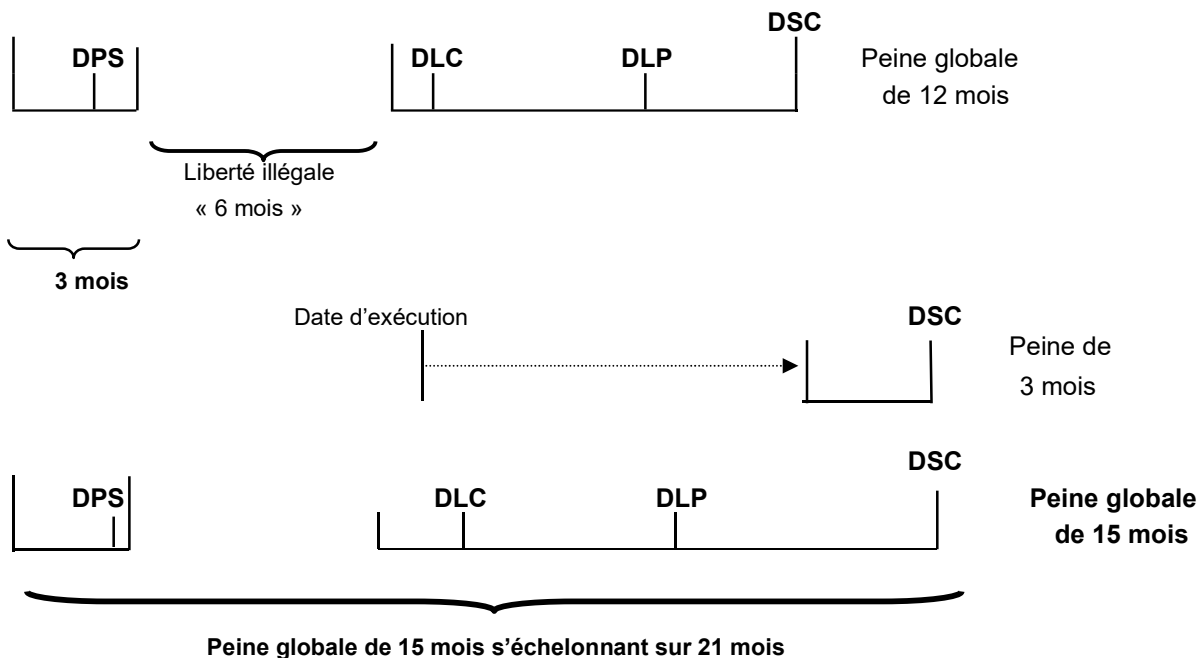 DSC
DPS
DLC
DLP
Peine globale
de 12 mois
Liberté illégale
« 6 mois »
3 mois
Date d’exécution
DSC
Peine de
3 mois
DSC
DPS
DLC
DLP
Peine globale
de 15 mois
Peine globale de 15 mois s’échelonnant sur 21 mois